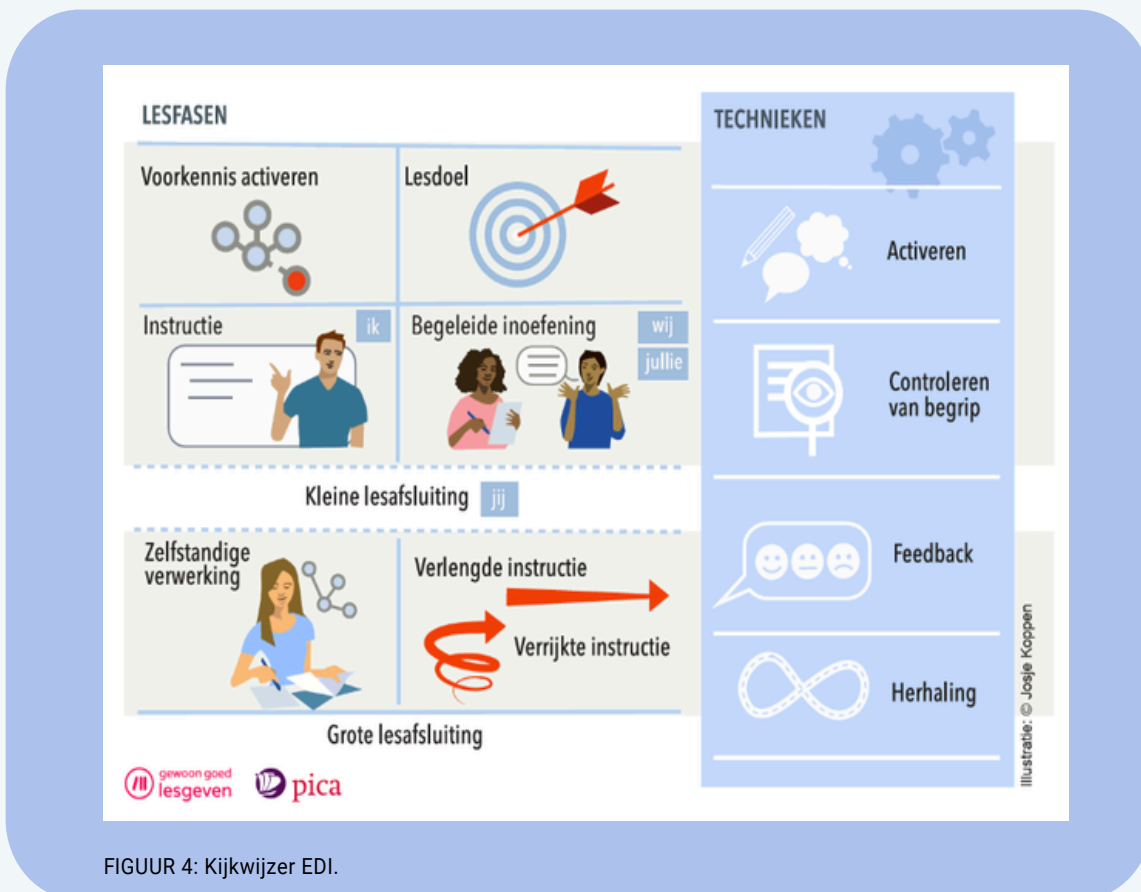 LESFASEN
Voorkennis activeren
Lesdoel
Instructie
ik
Begeleide inoefening
wij
jullie
Kleine lesafsluiting
jij
Zelfstandige
verwerking
Verlengde instructie
Verrijkte instructie
Grote lesafsluiting
gewoon goed
lesgeven
pica
TECHNIEKEN
Activeren
Controleren
van begrip
Feedback
Herhaling
Illustratie: © Josje Koppen
FIGUUR 4: Kijkwijzer EDI.